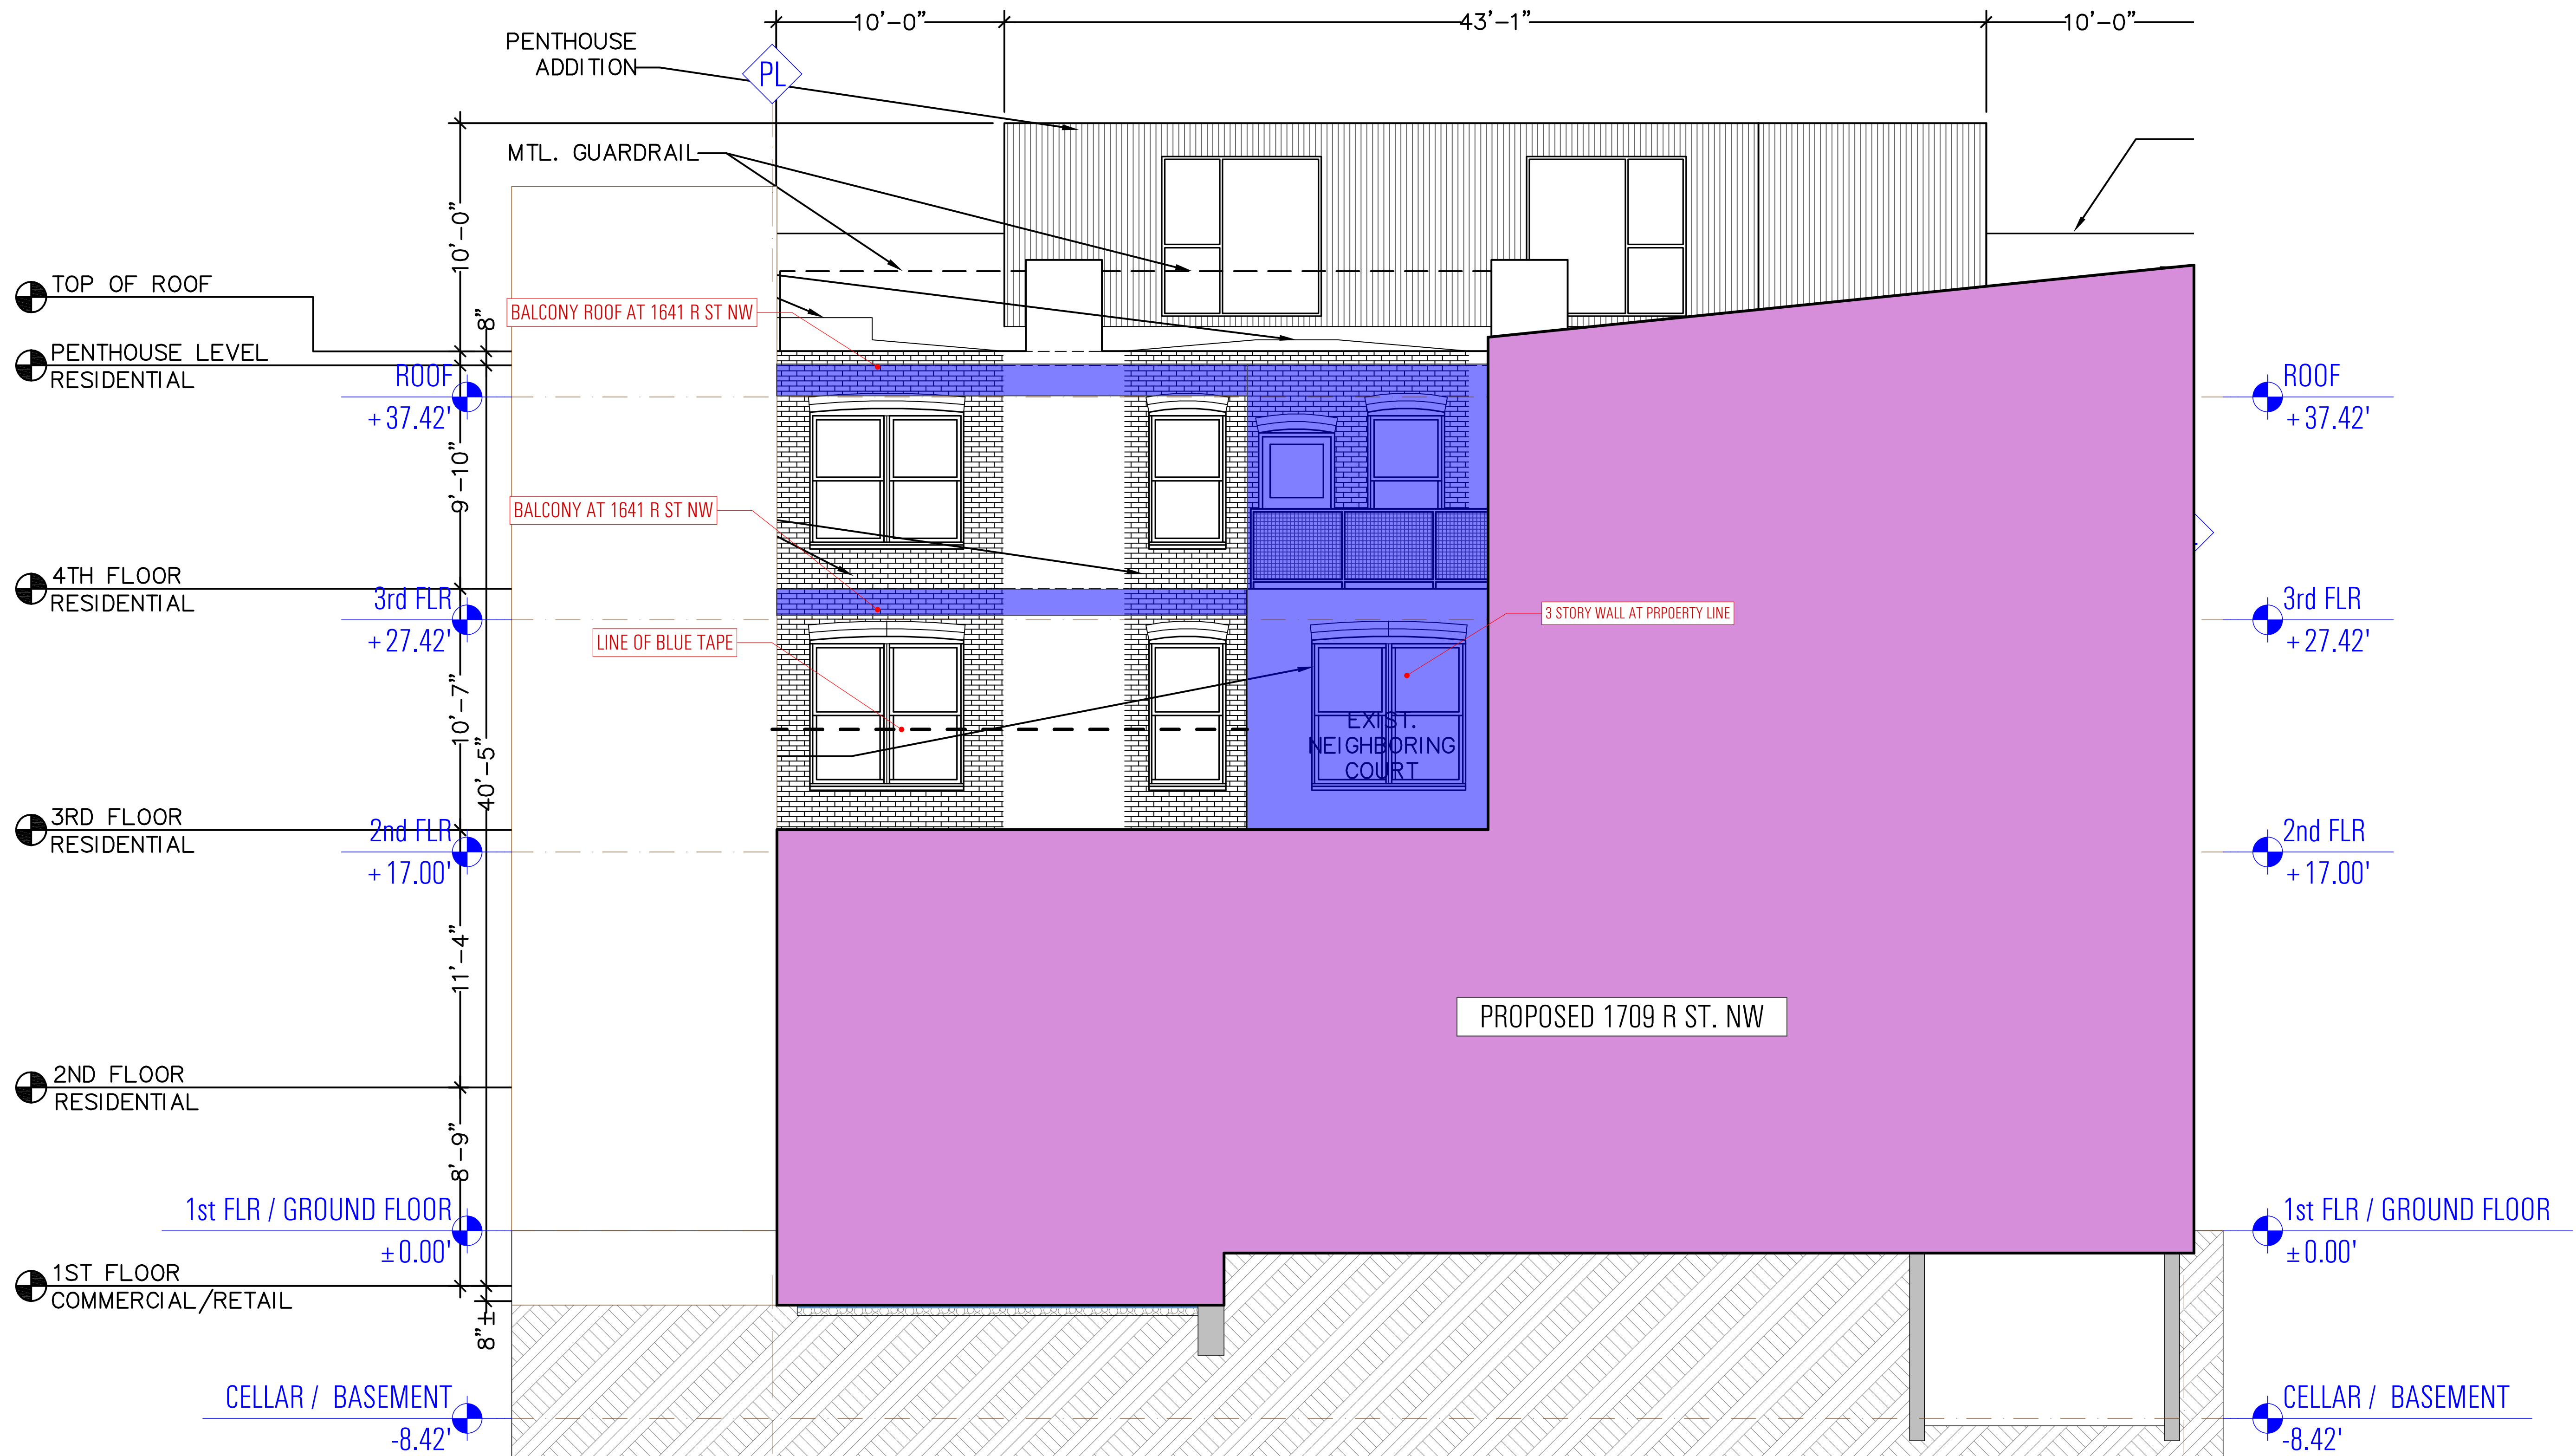 10'-0"
43'-1"
10'-0"
PENTHOUSE
ADDITION
PL
MTL. GUARDRAIL
10'-0"
TOP OF ROOF
8"
BALCONY ROOF AT 1641 R ST NW
PENTHOUSE LEVEL
RESIDENTIAL
ROOF
+37.42'
ROOF
+37.42'
9'-10"
BALCONY AT 1641 R ST NW
4TH FLOOR
RESIDENTIAL
3rd FLR
+27.42'
3 STORY WALL AT PRPOERTY LINE
3rd FLR
+27.42'
LINE OF BLUE TAPE
10'-7"
40'-5"
EXIST.
NEIGHBORING
COURT
3RD FLOOR
RESIDENTIAL
2nd FLR
+17.00'
2nd FLR
+17.00'
11'-4"
PROPOSED 1709 R ST. NW
2ND FLOOR
RESIDENTIAL
8'-9"
1st FLR / GROUND FLOOR
±0.00'
1st FLR / GROUND FLOOR
±0.00'
1ST FLOOR
COMMERCIAL/RETAIL
8"±
CELLAR / BASEMENT
-8.42'
CELLAR / BASEMENT
-8.42'